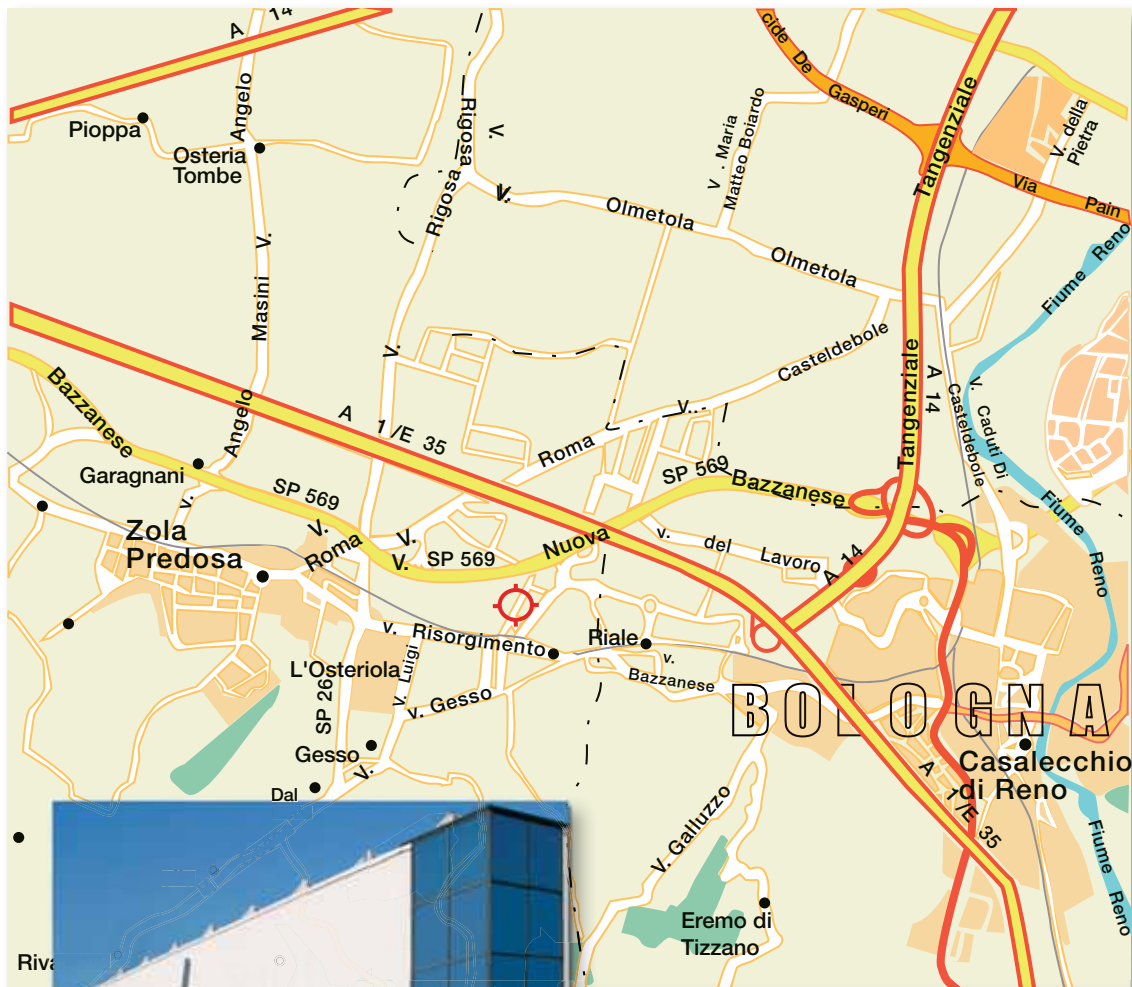 A 14
cide De Gasperi
Tangenziale
Pioppa
Angelo
Osteria
Tombe
Rigosa
V.
V . Maria
Matteo Boiardo
V. della
Pietra
Via Pain
Rigosa
V.
Olmetola
Olmetola
Fiume Reno
Masini V.
V.
Casteldebole
Tangenziale
A 14
V. Caduti Di
Casteldebole
Bazzanese
Angelo
A 1/E 35
V..
Roma
Garagnani
v.
SP 569
SP 569
Bazzanese
Fiume Reno
Zola
Predosa
V.
Roma
V.
V.
SP 569
Nuova
v. del Lavoro
A 14
v. Risorgimento
Riale
v.
Bazzanese
L'Osteriola
SP 26
v. Luigi
v. Gesso
BOLOGNA
Gesso
V.
Dal
A 1/E 35
Casalecchio
di Reno
V. Galluzzo
Fiume Reno
Eremo di
Tizzano
Riva